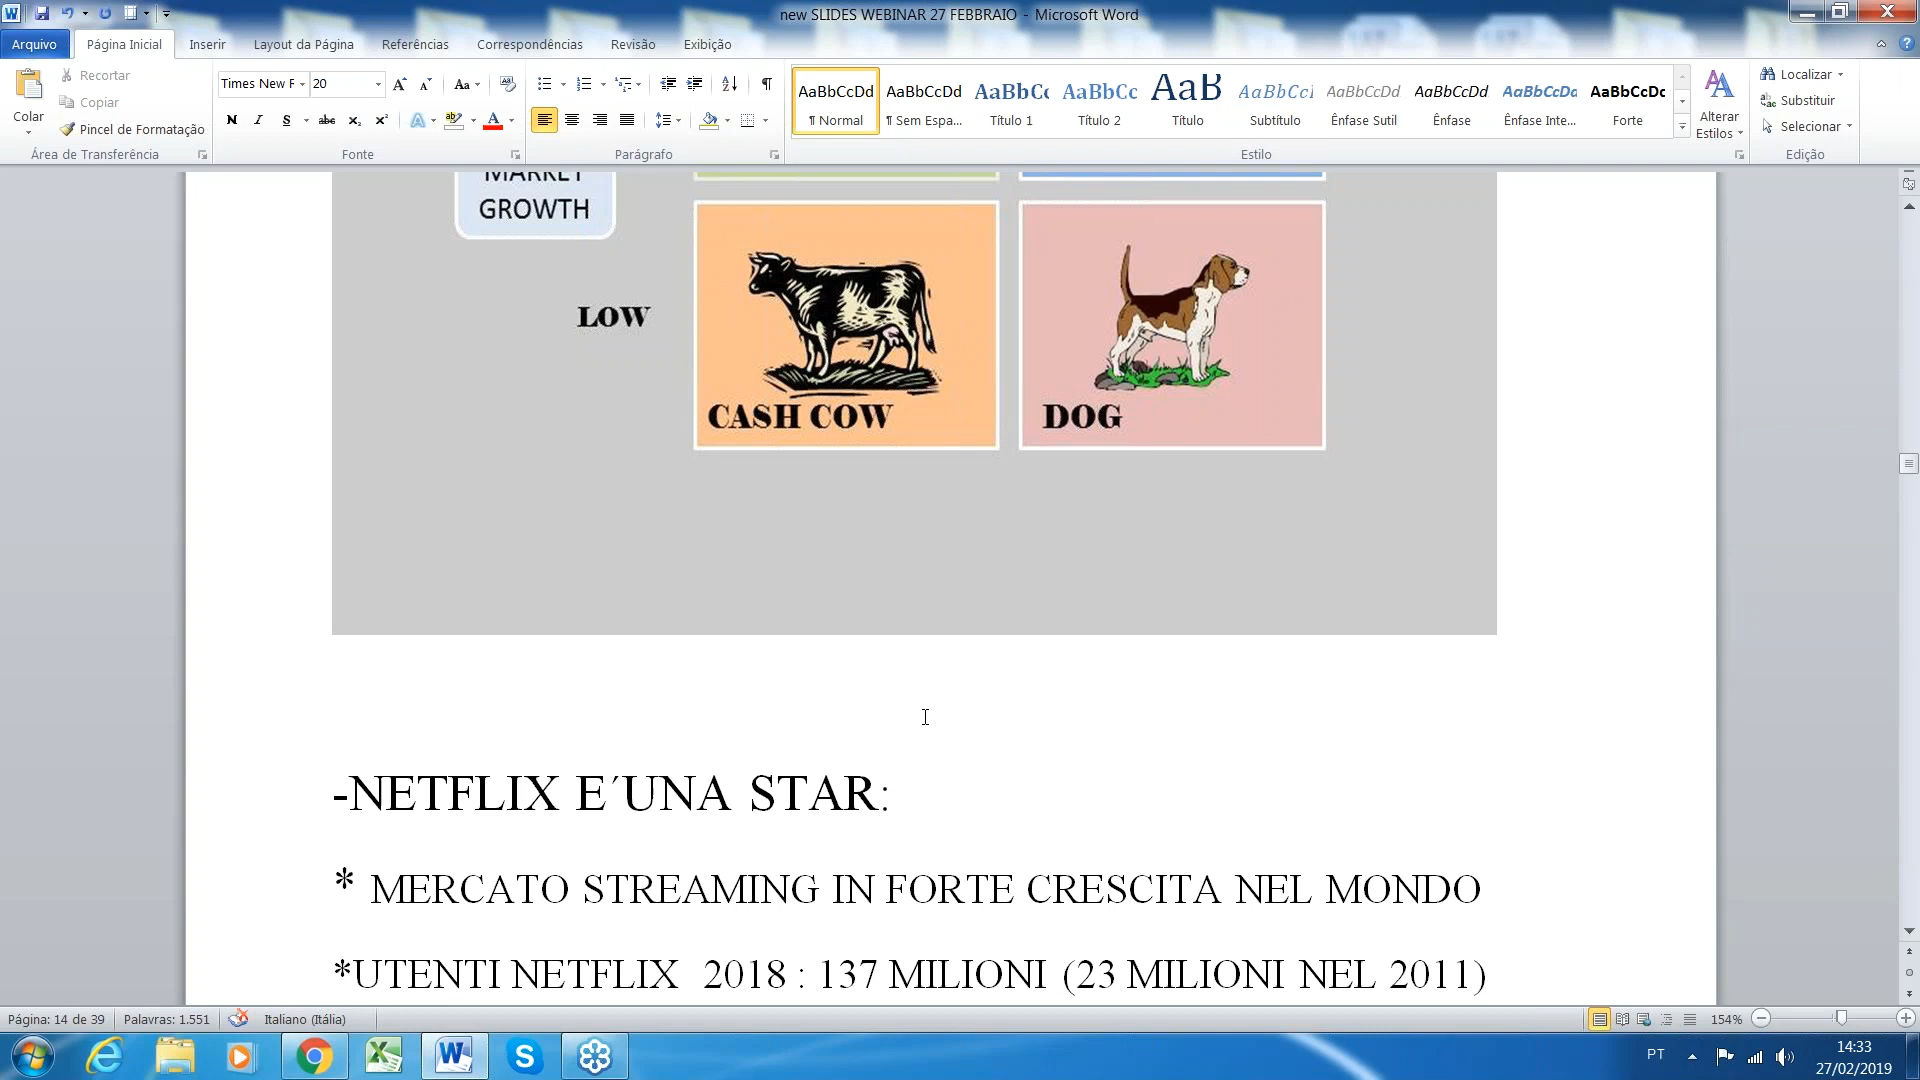 new SLIDES WEBINAR 27 FEBBRAIO - Microsoft Word
Arquivo Página Inicial Inserir Layout da Página Referências Correspondências Revisão Exibição
Colar
Recortar
Copiar
Pincel de Formatação
Área de Transferência
Times New F 20
Fonte
Parágrafo
AaBbCcDd AaBbCcDd AaBbCc AaBbCc AaB AaBbCcI AaBbCcDd AaBbCcDd AaBbCcDd AaBbCcDc
¶ Normal ¶ Sem Espa... Título 1 Título 2 Título Subtítulo Ênfase Sutil Ênfase Ênfase Inte... Forte
Estilo
Alterar
Estilos
Localizar
Substituir
Selecionar
Edição
MARKET
GROWTH
LOW
CASH COW
DOG
-NETFLIX E´UNA STAR:
* MERCATO STREAMING IN FORTE CRESCITA NEL MONDO
*UTENTI NETFLIX 2018 : 137 MILIONI (23 MILIONI NEL 2011)
Página: 14 de 39 Palavras: 1.551 Italiano (Itália) 154%
PT
14:33
27/02/2019